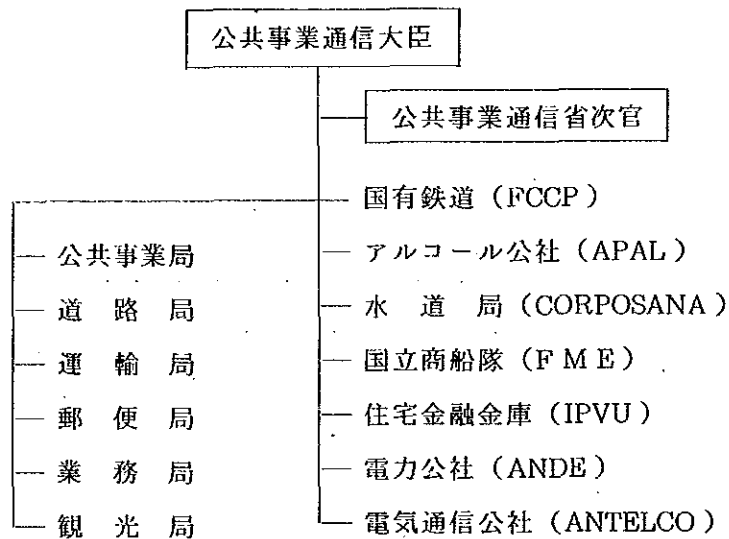 公共事業通信大臣
公共事業通信省次官
国有鉄道（FCCP）
アルコール公社（APAL）
水道局（CORPOSANA）
国立商船隊（FME）
住宅金融金庫（IPVU）
電力公社（ANDE）
電気通信公社（ANTELCO）
公共事業局
道路局
運輸局
郵便局
業務局
観光局